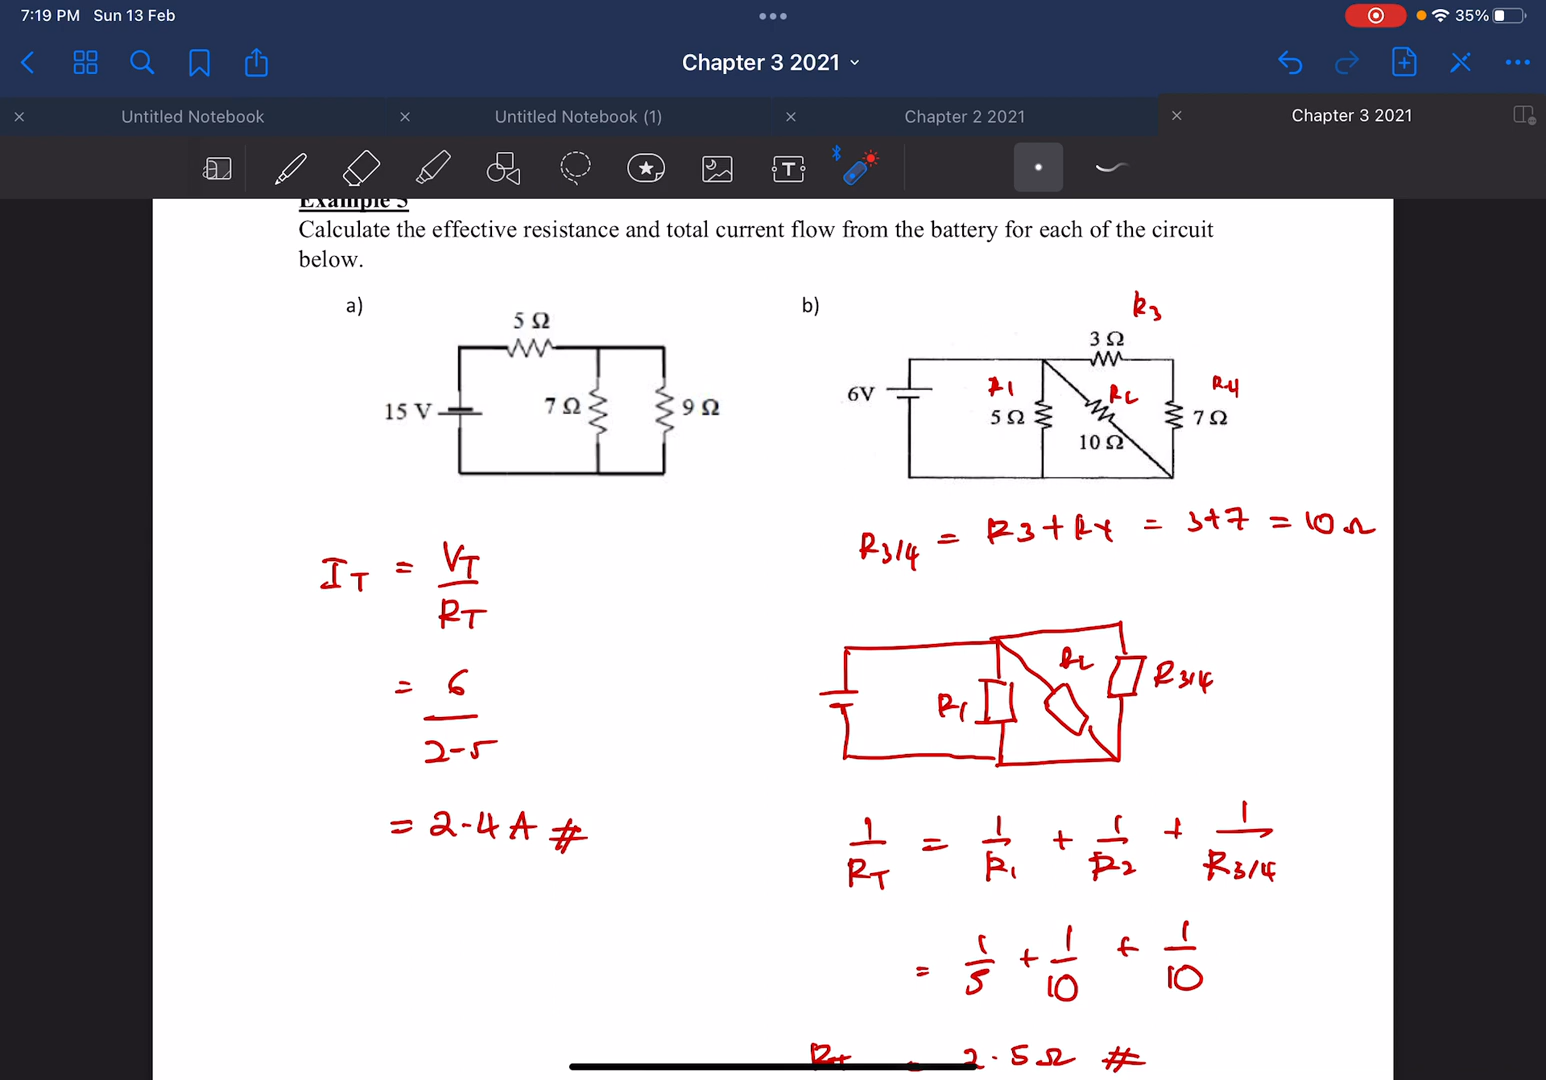 7:19 PM Sun 13 Feb
35%
Chapter 3 2021
Untitled Notebook
Untitled Notebook (1)
Chapter 2 2021
Chapter 3 2021
T
Example 5
Calculate the effective resistance and total current flow from the battery for each of the circuit
below.
a)
5 Ω
15 V
7 Ω
9 Ω
b)
R3
3 Ω
6V
R1
5 Ω
R2
10 Ω
R4
7 Ω
R3/4 = R3 + R4 = 3+7 = 10 Ω
R1
R2
R3/4
1/RT = 1/R1 + 1/R2 + 1/R3/4
= 1/5 + 1/10 + 1/10
RT = 2.5 Ω #
IT = VT/RT
= 6/2.5
= 2.4 A #